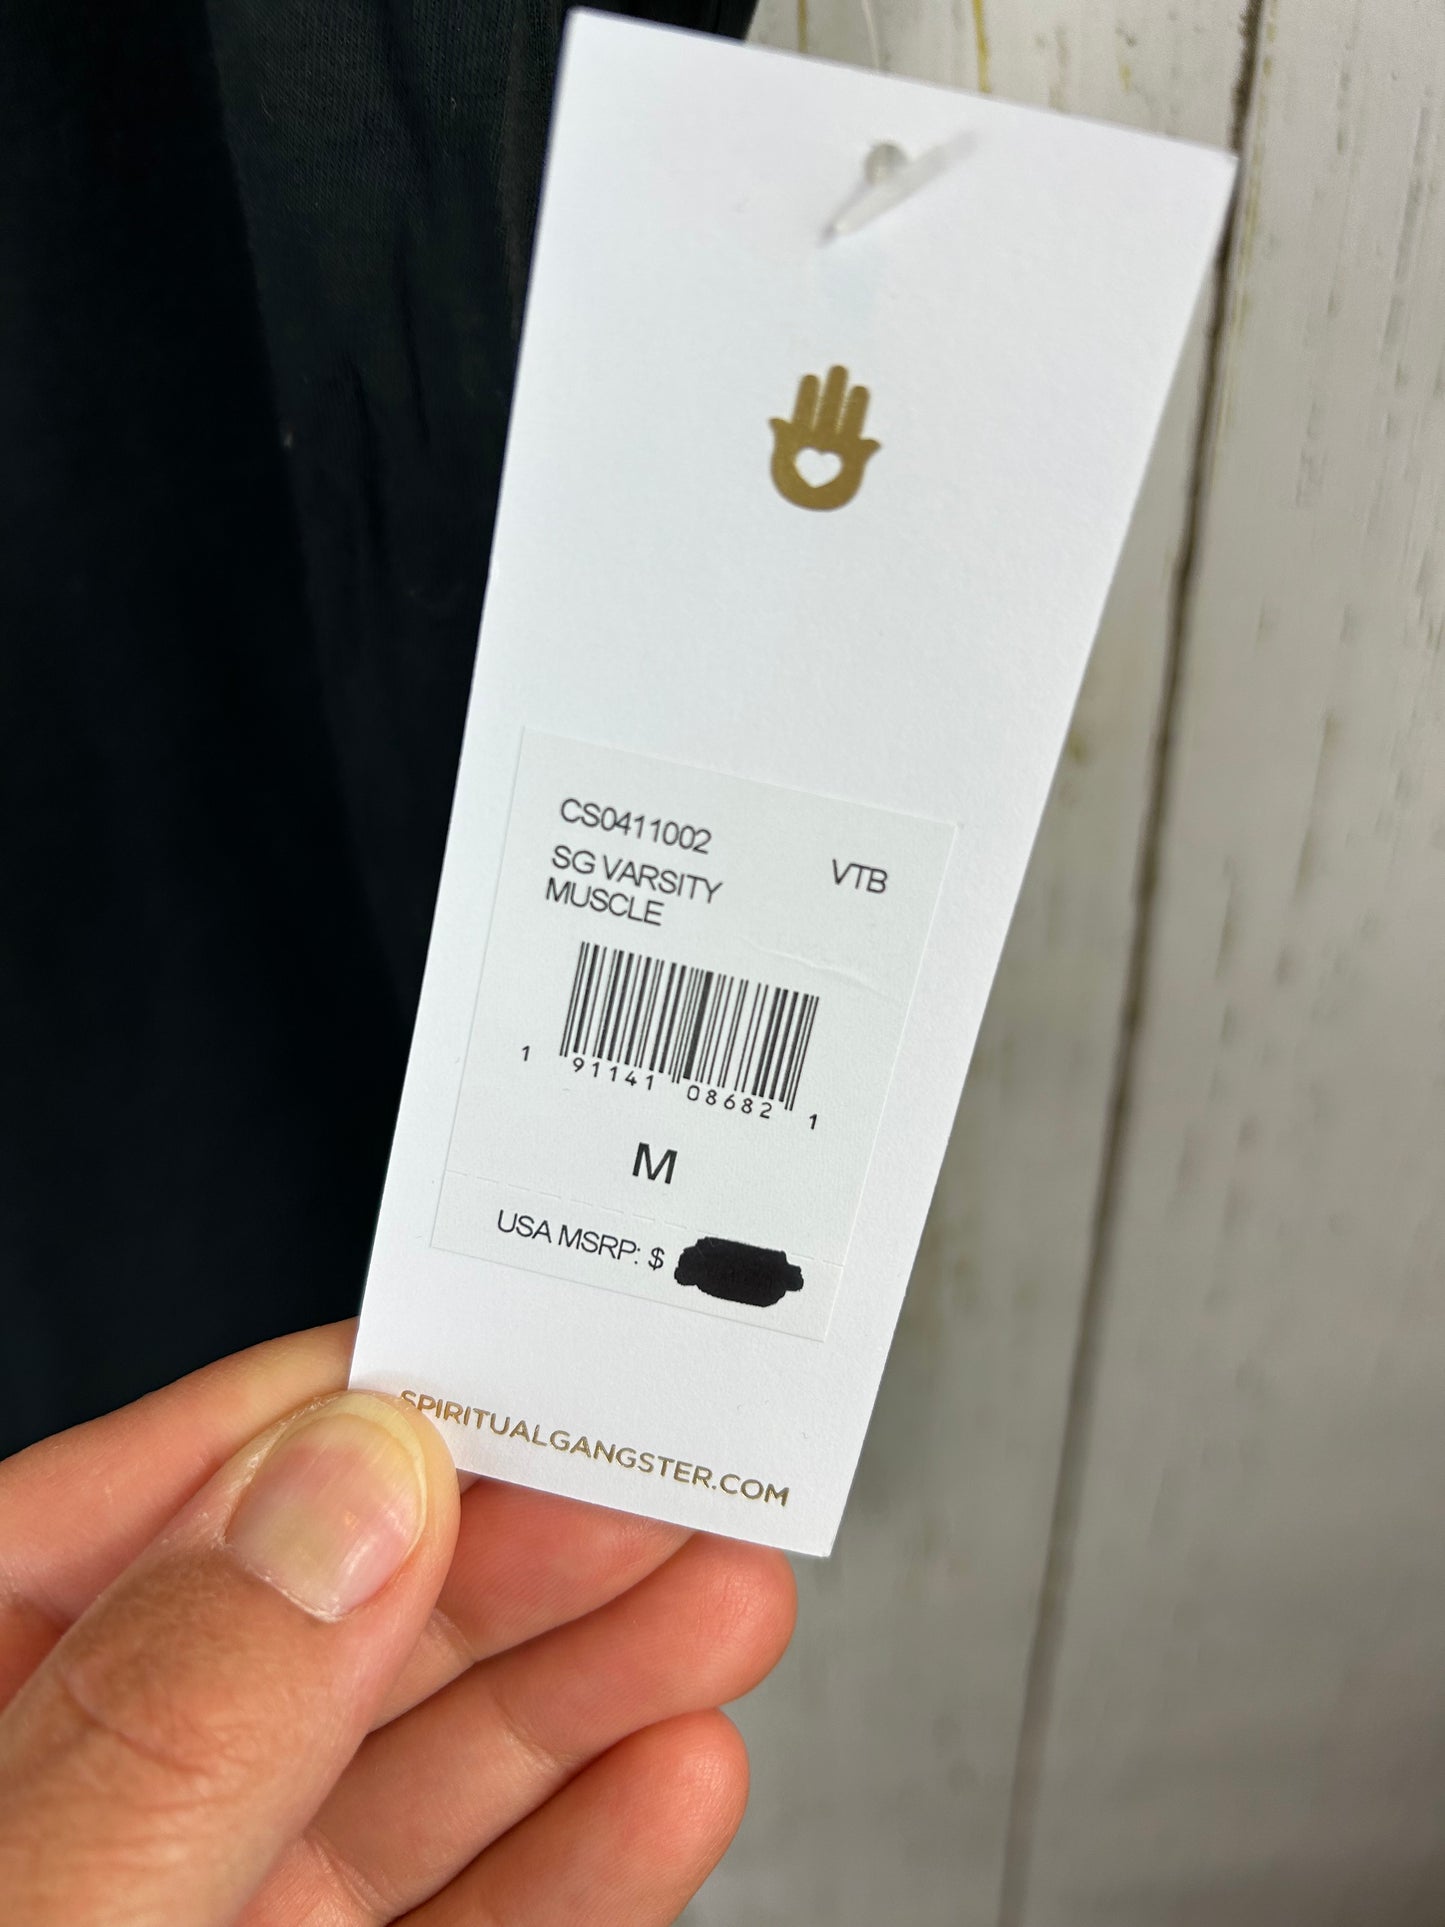 CS0411002
SG VARSITY VTB
MUSCLE
1 91141 08682 1
M
USA MSRP: $
SPIRITUALGANGSTER.COM